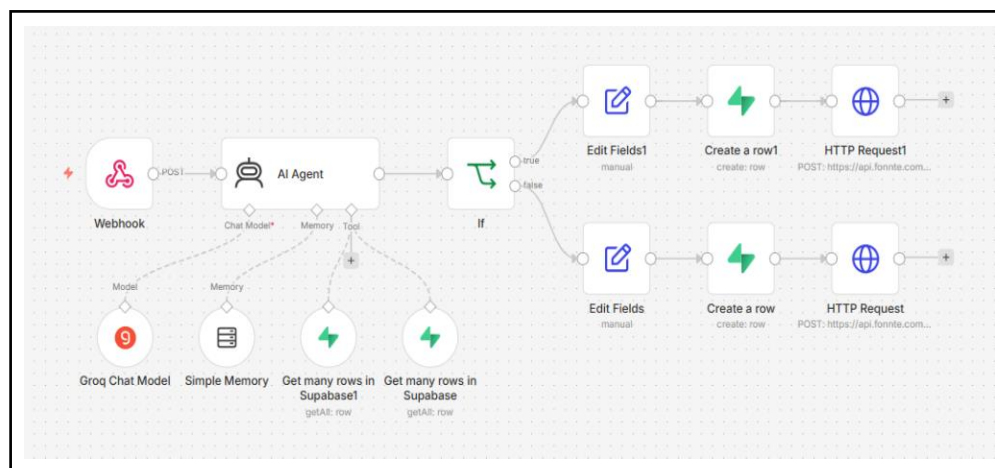 POST
Webhook
AI Agent
Chat Model*
Memory
Tool
+
Model
Memory
g
Groq Chat Model
Simple Memory
Get many rows in
Supabase1
getAll: row
Get many rows in
Supabase
getAll: row
If
true
false
Edit Fields1
manual
Create a row1
create: row
HTTP Request1
POST: https://api.fonnte.com...
+
Edit Fields
manual
Create a row
create: row
HTTP Request
POST: https://api.fonnte.com...
+